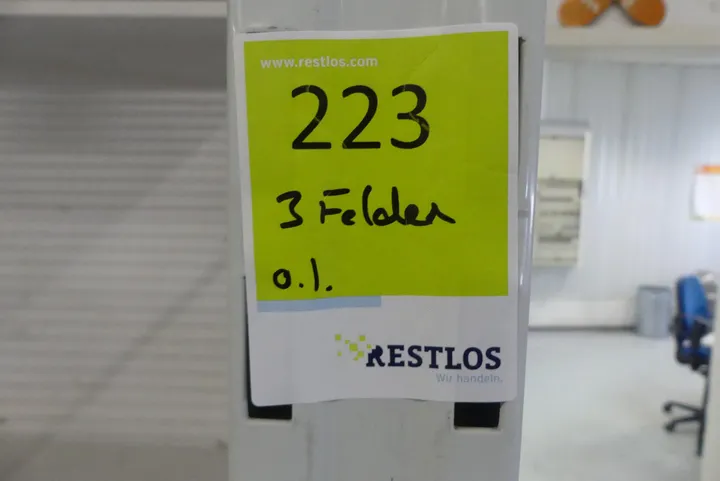 www.restlos.com
223
3 Felder
o.l.
RESTLOS
Wir handeln.